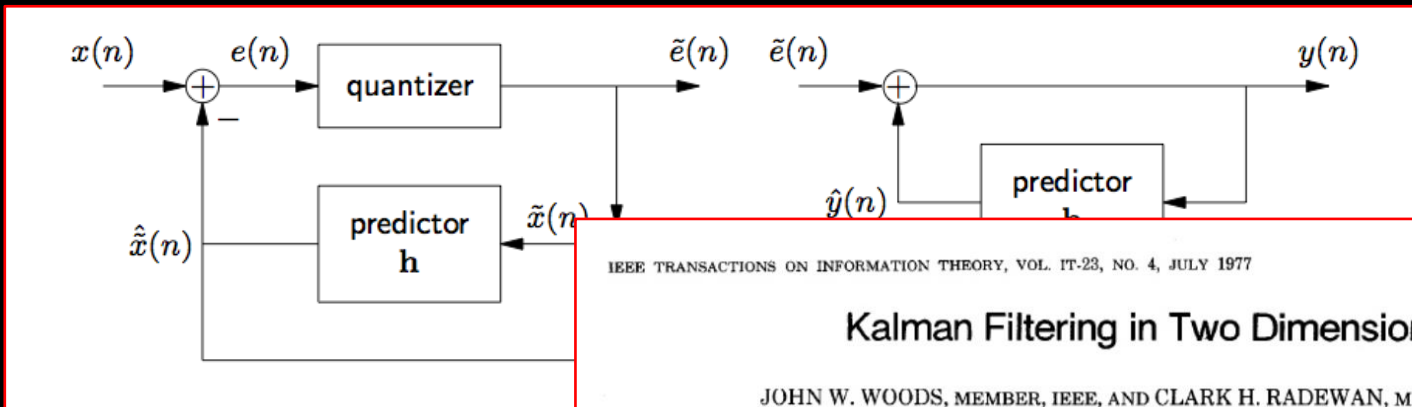 x(n) e(n) ẽ(n) ẽ(n) y(n)
+ quantizer +
−
predictor
h
x̃(n)
x̃̂(n)
predictor
ŷ(n)
IEEE TRANSACTIONS ON INFORMATION THEORY, VOL. IT-23, NO. 4, JULY 1977
Kalman Filtering in Two Dimensio
JOHN W. WOODS, MEMBER, IEEE, AND CLARK H. RADEWAN, M